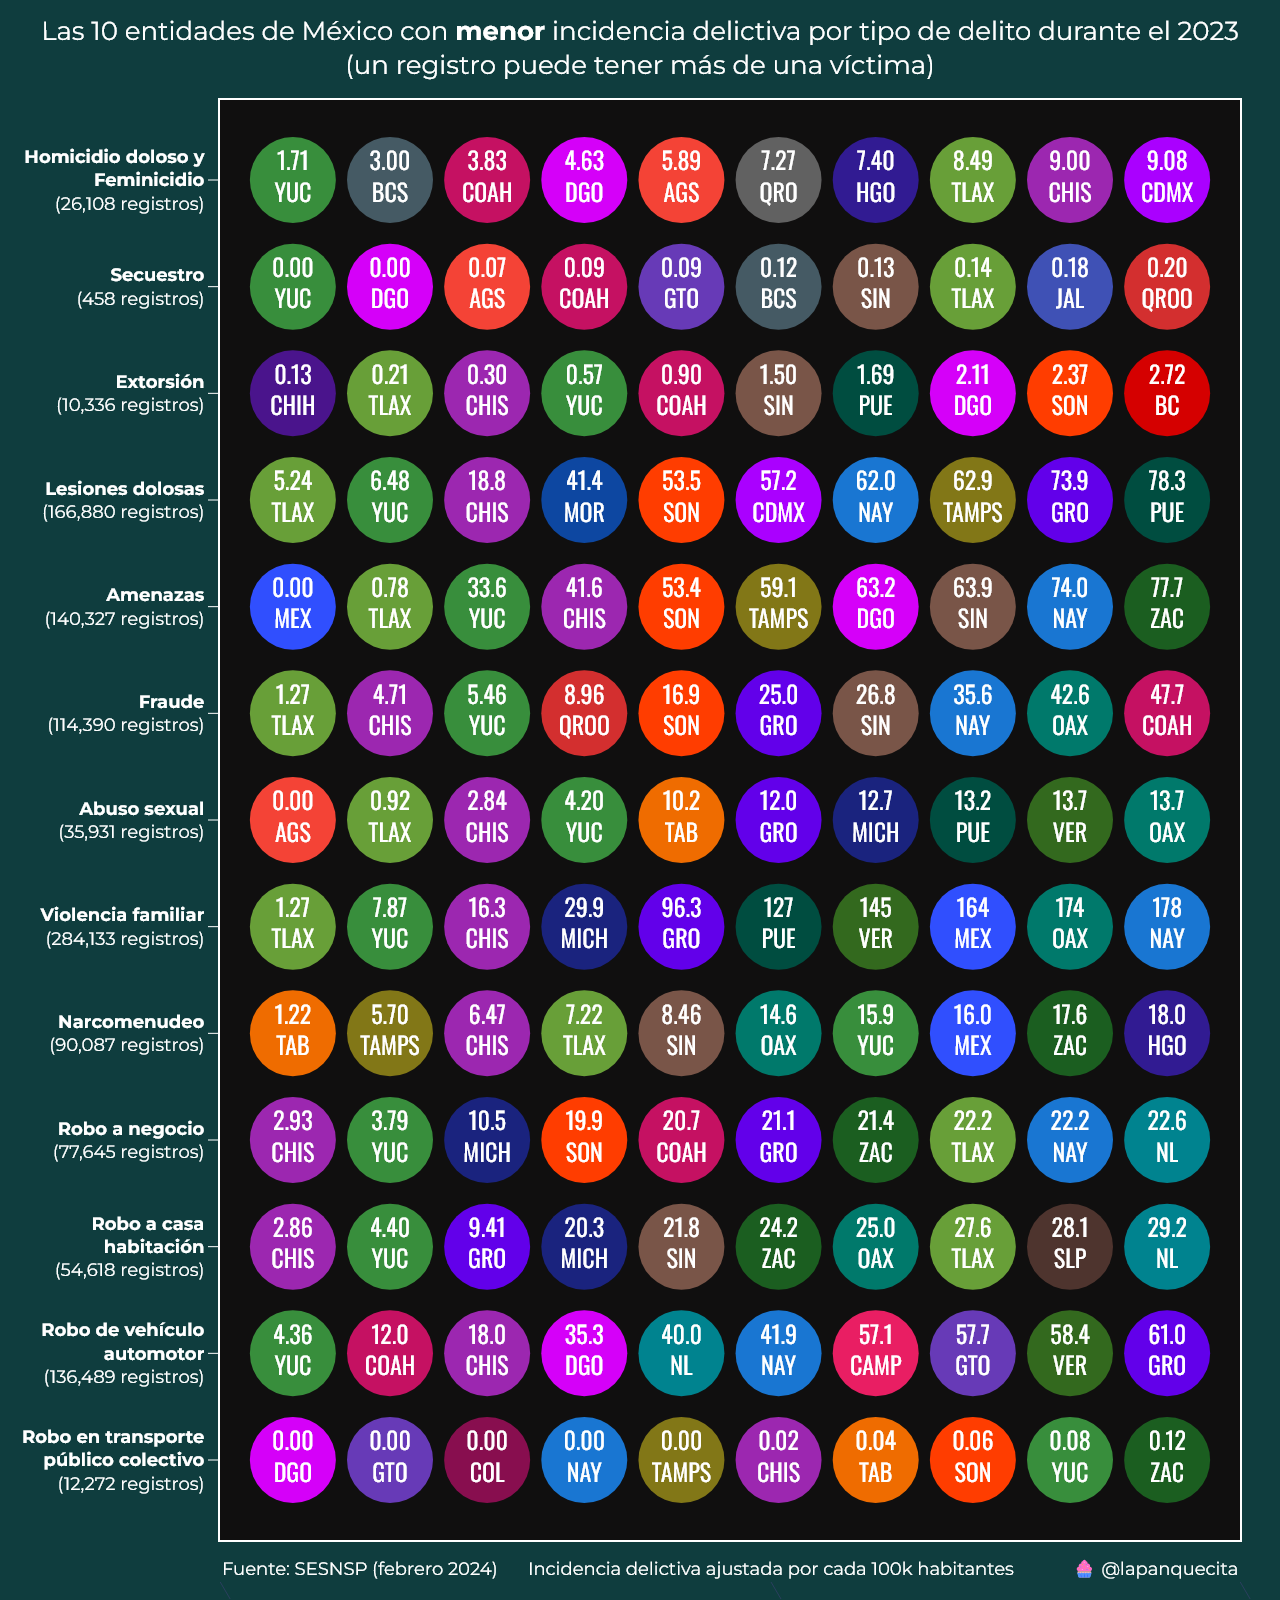 Las 10 entidades de México con menor incidencia delictiva por tipo de delito durante el 2023
(un registro puede tener más de una víctima)
Homicidio doloso y
Feminicidio
(26,108 registros)
1.71 3.00 3.83 4.63 5.89 7.27 7.40 8.49 9.00 9.08
YUC BCS COAH DGO AGS QRO HGO TLAX CHIS CDMX
Secuestro
(458 registros)
0.00 0.00 0.07 0.09 0.09 0.12 0.13 0.14 0.18 0.20
YUC DGO AGS COAH GTO BCS SIN TLAX JAL QROO
Extorsión
(10,336 registros)
0.13 0.21 0.30 0.57 0.90 1.50 1.69 2.11 2.37 2.72
CHIH TLAX CHIS YUC COAH SIN PUE DGO SON BC
Lesiones dolosas
(166,880 registros)
5.24 6.48 18.8 41.4 53.5 57.2 62.0 62.9 73.9 78.3
TLAX YUC CHIS MOR SON CDMX NAY TAMPS GRO PUE
Amenazas
(140,327 registros)
0.00 0.78 33.6 41.6 53.4 59.1 63.2 63.9 74.0 77.7
MEX TLAX YUC CHIS SON TAMPS DGO SIN NAY ZAC
Fraude
(114,390 registros)
1.27 4.71 5.46 8.96 16.9 25.0 26.8 35.6 42.6 47.7
TLAX CHIS YUC QROO SON GRO SIN NAY OAX COAH
Abuso sexual
(35,931 registros)
0.00 0.92 2.84 4.20 10.2 12.0 12.7 13.2 13.7 13.7
AGS TLAX CHIS YUC TAB GRO MICH PUE VER OAX
Violencia familiar
(284,133 registros)
1.27 7.87 16.3 29.9 96.3 127 145 164 174 178
TLAX YUC CHIS MICH GRO PUE VER MEX OAX NAY
Narcomenudeo
(90,087 registros)
1.22 5.70 6.47 7.22 8.46 14.6 15.9 16.0 17.6 18.0
TAB TAMPS CHIS TLAX SIN OAX YUC MEX ZAC HGO
Robo a negocio
(77,645 registros)
2.93 3.79 10.5 19.9 20.7 21.1 21.4 22.2 22.2 22.6
CHIS YUC MICH SON COAH GRO ZAC TLAX NAY NL
Robo a casa
habitación
(54,618 registros)
2.86 4.40 9.41 20.3 21.8 24.2 25.0 27.6 28.1 29.2
CHIS YUC GRO MICH SIN ZAC OAX TLAX SLP NL
Robo de vehículo
automotor
(136,489 registros)
4.36 12.0 18.0 35.3 40.0 41.9 57.1 57.7 58.4 61.0
YUC COAH CHIS DGO NL NAY CAMP GTO VER GRO
Robo en transporte
público colectivo
(12,272 registros)
0.00 0.00 0.00 0.00 0.00 0.02 0.04 0.06 0.08 0.12
DGO GTO COL NAY TAMPS CHIS TAB SON YUC ZAC
Fuente: SESNSP (febrero 2024) Incidencia delictiva ajustada por cada 100k habitantes 🧁 @lapanquecita